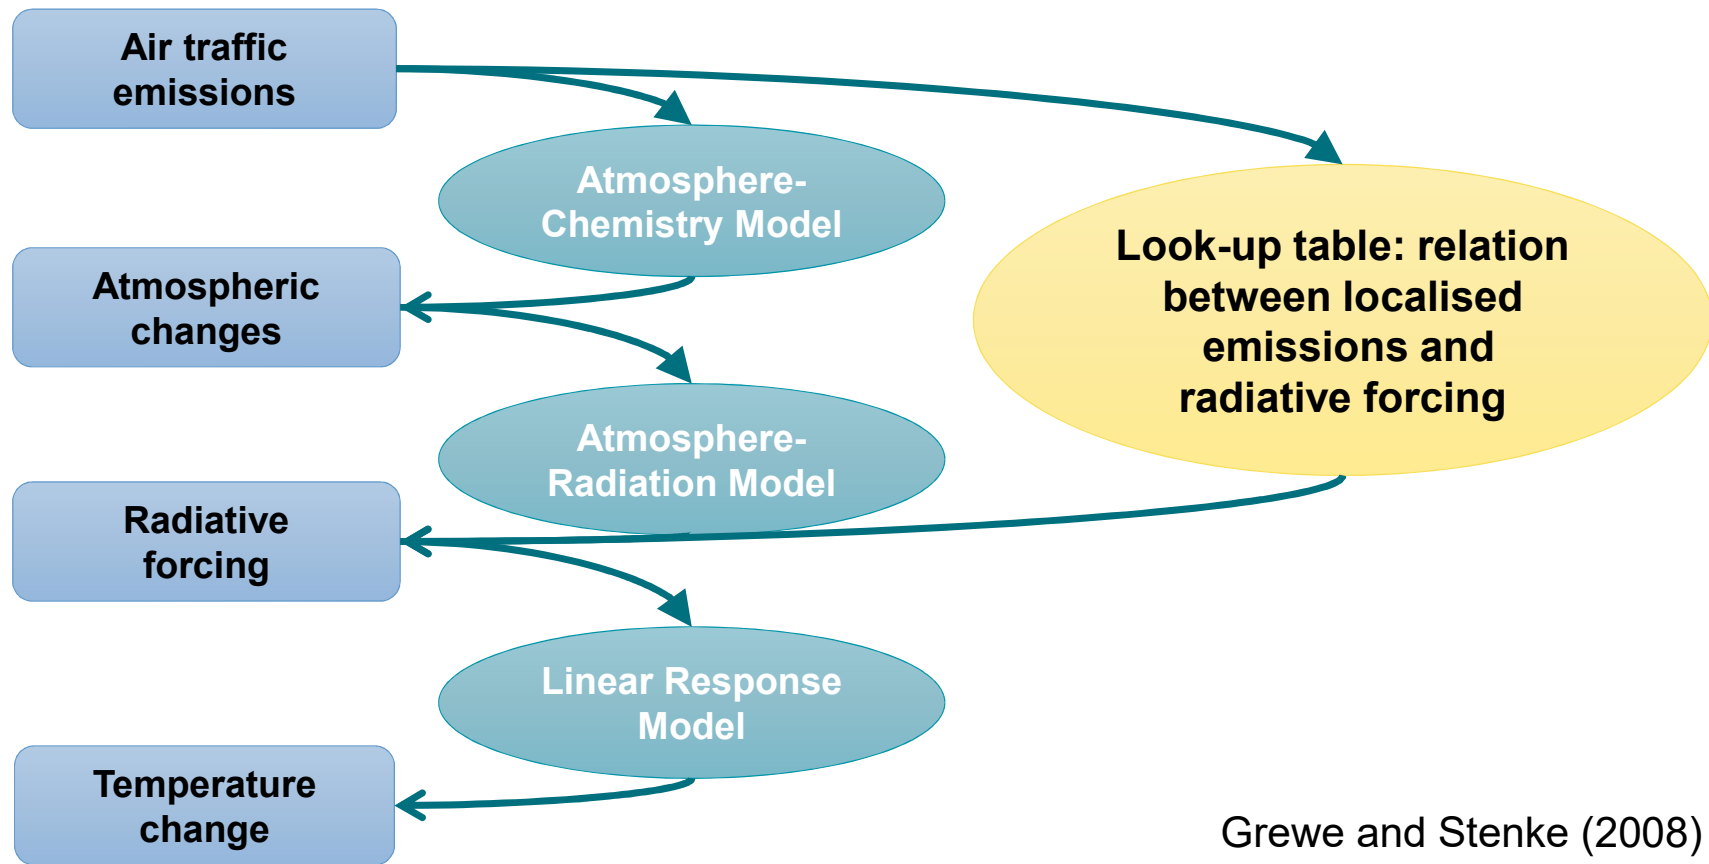 Air traffic
emissions
Atmosphere-
Chemistry Model
Look-up table: relation
between localised
emissions and
radiative forcing
Atmospheric
changes
Atmosphere-
Radiation Model
Radiative
forcing
Linear Response
Model
Temperature
change
Grewe and Stenke (2008)